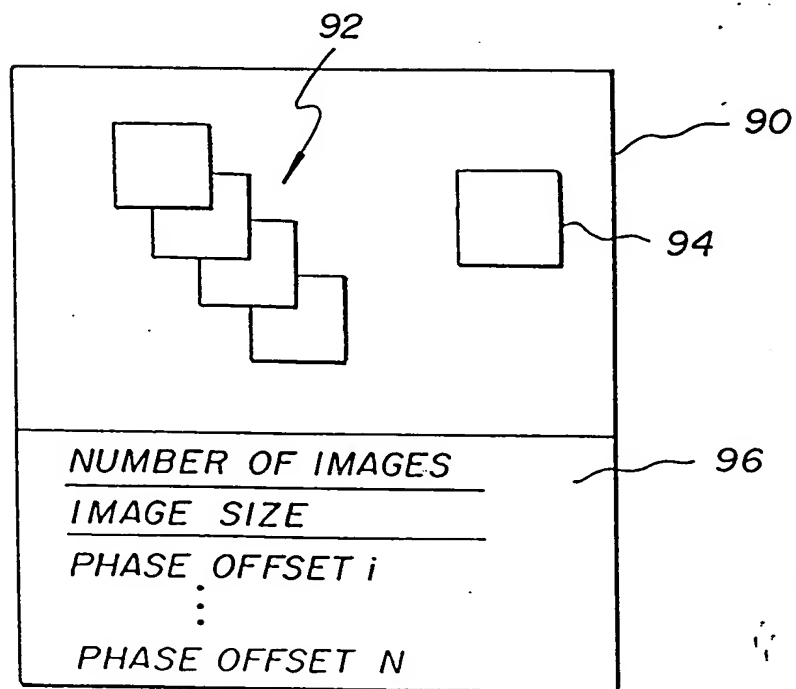 92
90
94
NUMBER OF IMAGES
96
IMAGE SIZE
PHASE OFFSET i
PHASE OFFSET N